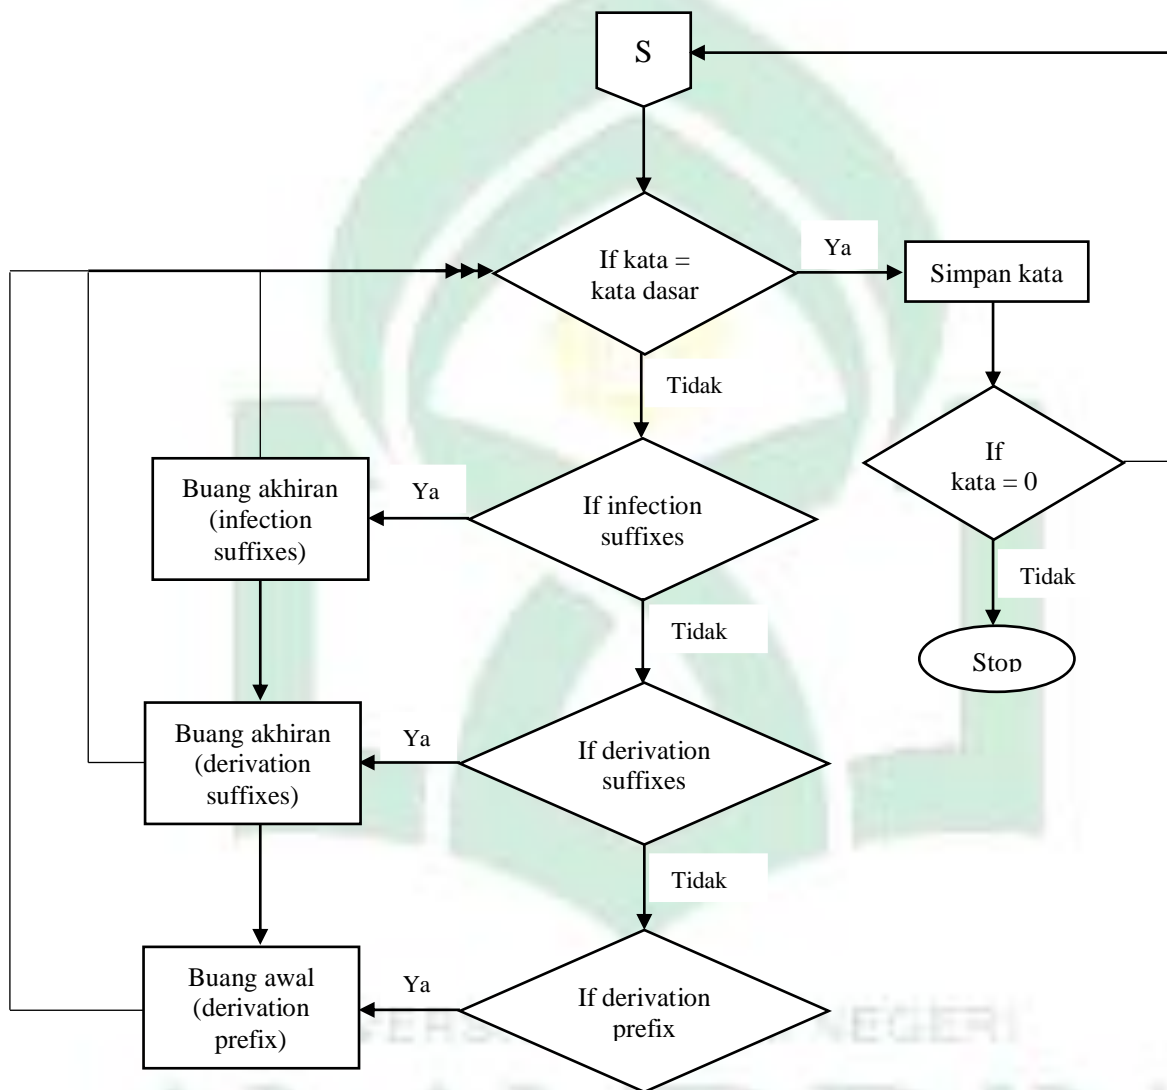 S
If kata =
kata dasar
Ya
Simpan kata
Tidak
If
kata = 0
Buang akhiran
(infection
suffixes)
Ya
If infection
suffixes
Tidak
Tidak
Stop
Buang akhiran
(derivation
suffixes)
Ya
If derivation
suffixes
Tidak
Buang awal
(derivation
prefix)
Ya
If derivation
prefix
NEGERI